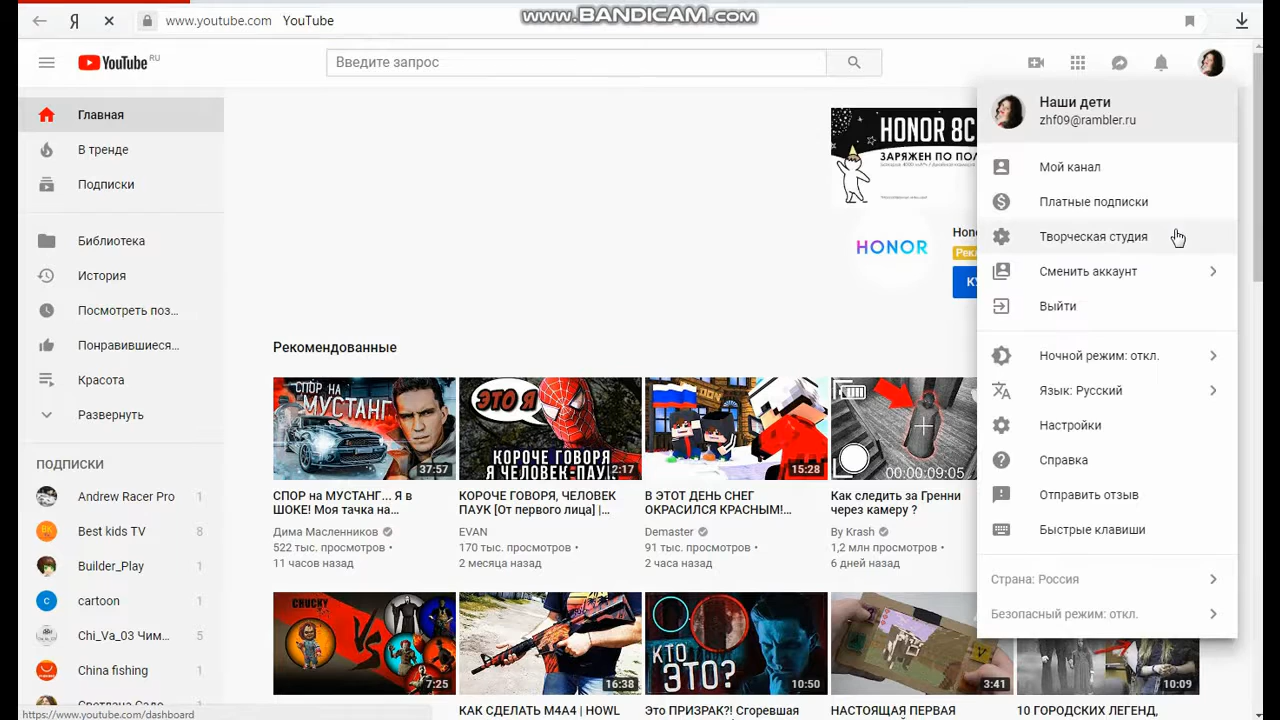 www.BANDICAM.com
Я
www.youtube.com YouTube
YouTube RU
Введите запрос
Главная
В тренде
Подписки
Библиотека
История
Посмотреть поз...
Понравившиеся...
Красота
Развернуть
ПОДПИСКИ
Andrew Racer Pro 1
Best kids TV 8
Builder_Play 1
cartoon 1
Chi_Va_03 Чим... 5
China fishing 1
https://www.youtube.com/dashboard
HONOR 8C
ЗАРЯЖЕН ПО ПОЛ
HONOR
Hono
Рекл
КУ
Рекомендованные
СПОР НА
МУСТАНГ
37:57
СПОР на МУСТАНГ... Я в
ШОКЕ! Моя тачка на...
Дима Масленников
522 тыс. просмотров •
11 часов назад
ЭТО Я
КОРОЧЕ ГОВОРЯ
Я ЧЕЛОВЕК-ПАУК
2:17
КОРОЧЕ ГОВОРЯ, ЧЕЛОВЕК
ПАУК [От первого лица] |...
EVAN
170 тыс. просмотров •
2 месяца назад
15:28
В ЭТОТ ДЕНЬ СНЕГ
ОКРАСИЛСЯ КРАСНЫМ!...
Demaster
91 тыс. просмотров •
2 часа назад
00:00:09:05
Как следить за Гренни
через камеру ?
By Krash
1,2 млн просмотров •
6 дней назад
CHUCKY
VS
7:25
16:38
КАК СДЕЛАТЬ M4A4 | HOWL
КТО
ЭТО?
10:50
Это ПРИЗРАК?! Сгоревшая
3:41
НАСТОЯЩАЯ ПЕРВАЯ
10:09
10 ГОРОДСКИХ ЛЕГЕНД,
Наши дети
zhf09@rambler.ru
Мой канал
Платные подписки
Творческая студия
Сменить аккаунт
Выйти
Ночной режим: откл.
Язык: Русский
Настройки
Справка
Отправить отзыв
Быстрые клавиши
Страна: Россия
Безопасный режим: откл.